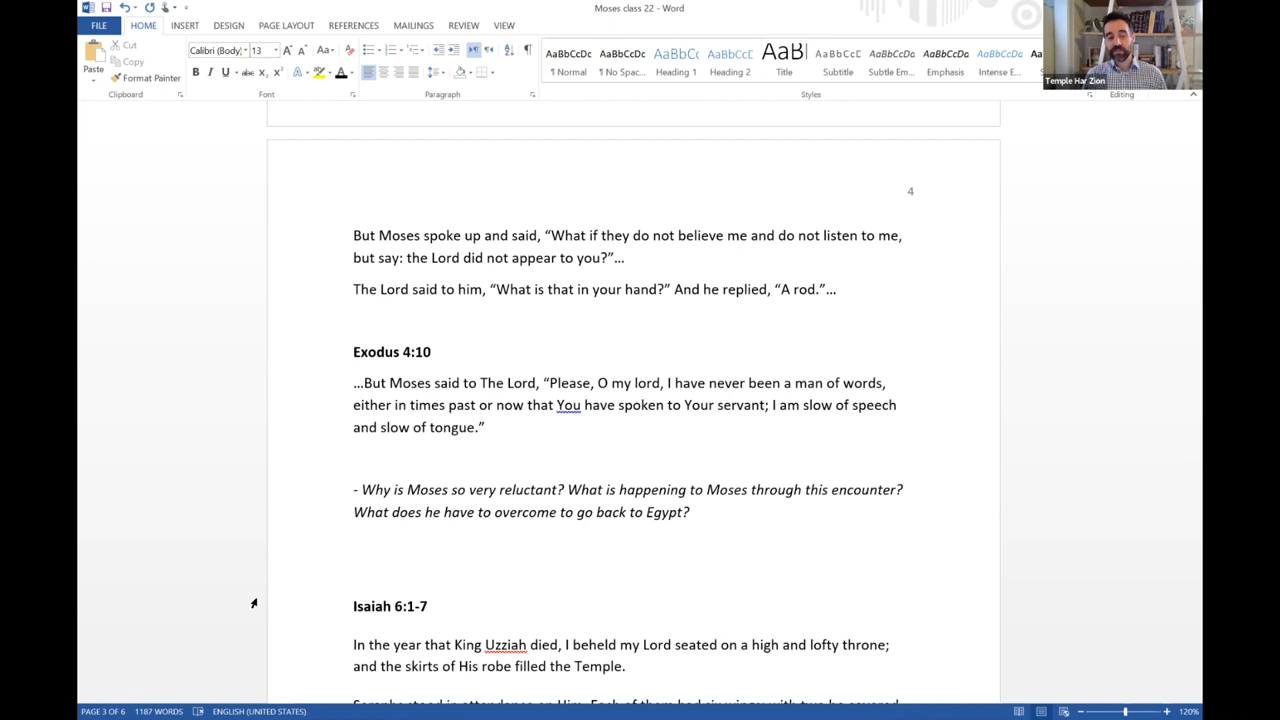 Moses class 22 - Word
FILE HOME INSERT DESIGN PAGE LAYOUT REFERENCES MAILINGS REVIEW VIEW
Cut
Copy
Format Painter
Paste
Calibri (Body) 13
Clipboard Font Paragraph Styles Editing
AaBbCcDc AaBbCcDc AaBbCc AaBbCcC AaB AaBbCcC AaBbCcDc AaBbCcDc AaBbCcDc
¶ Normal ¶ No Spac... Heading 1 Heading 2 Title Subtitle Subtle Em... Emphasis Intense E...
Temple Har Zion
4
But Moses spoke up and said, “What if they do not believe me and do not listen to me,
but say: the Lord did not appear to you?”…
The Lord said to him, “What is that in your hand?” And he replied, “A rod.”…
Exodus 4:10
…But Moses said to The Lord, “Please, O my lord, I have never been a man of words,
either in times past or now that You have spoken to Your servant; I am slow of speech
and slow of tongue.”
- Why is Moses so very reluctant? What is happening to Moses through this encounter?
What does he have to overcome to go back to Egypt?
Isaiah 6:1-7
In the year that King Uzziah died, I beheld my Lord seated on a high and lofty throne;
and the skirts of His robe filled the Temple.
PAGE 3 OF 6 1187 WORDS ENGLISH (UNITED STATES) 120%